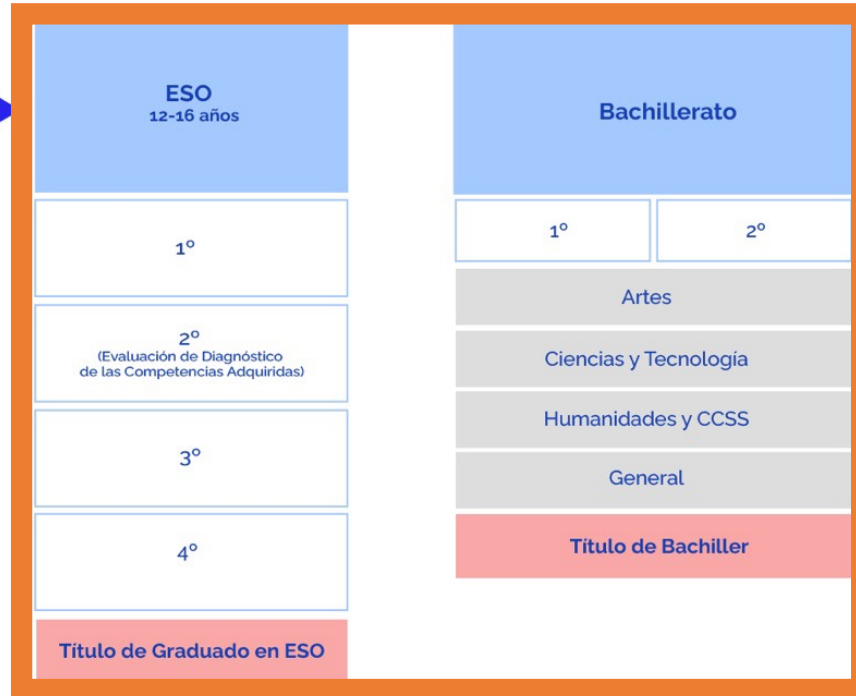 ESO
12-16 años
1º
2º
(Evaluación de Diagnóstico
de las Competencias Adquiridas)
3º
4º
Título de Graduado en ESO
Bachillerato
1º
2º
Artes
Ciencias y Tecnología
Humanidades y CCSS
General
Título de Bachiller